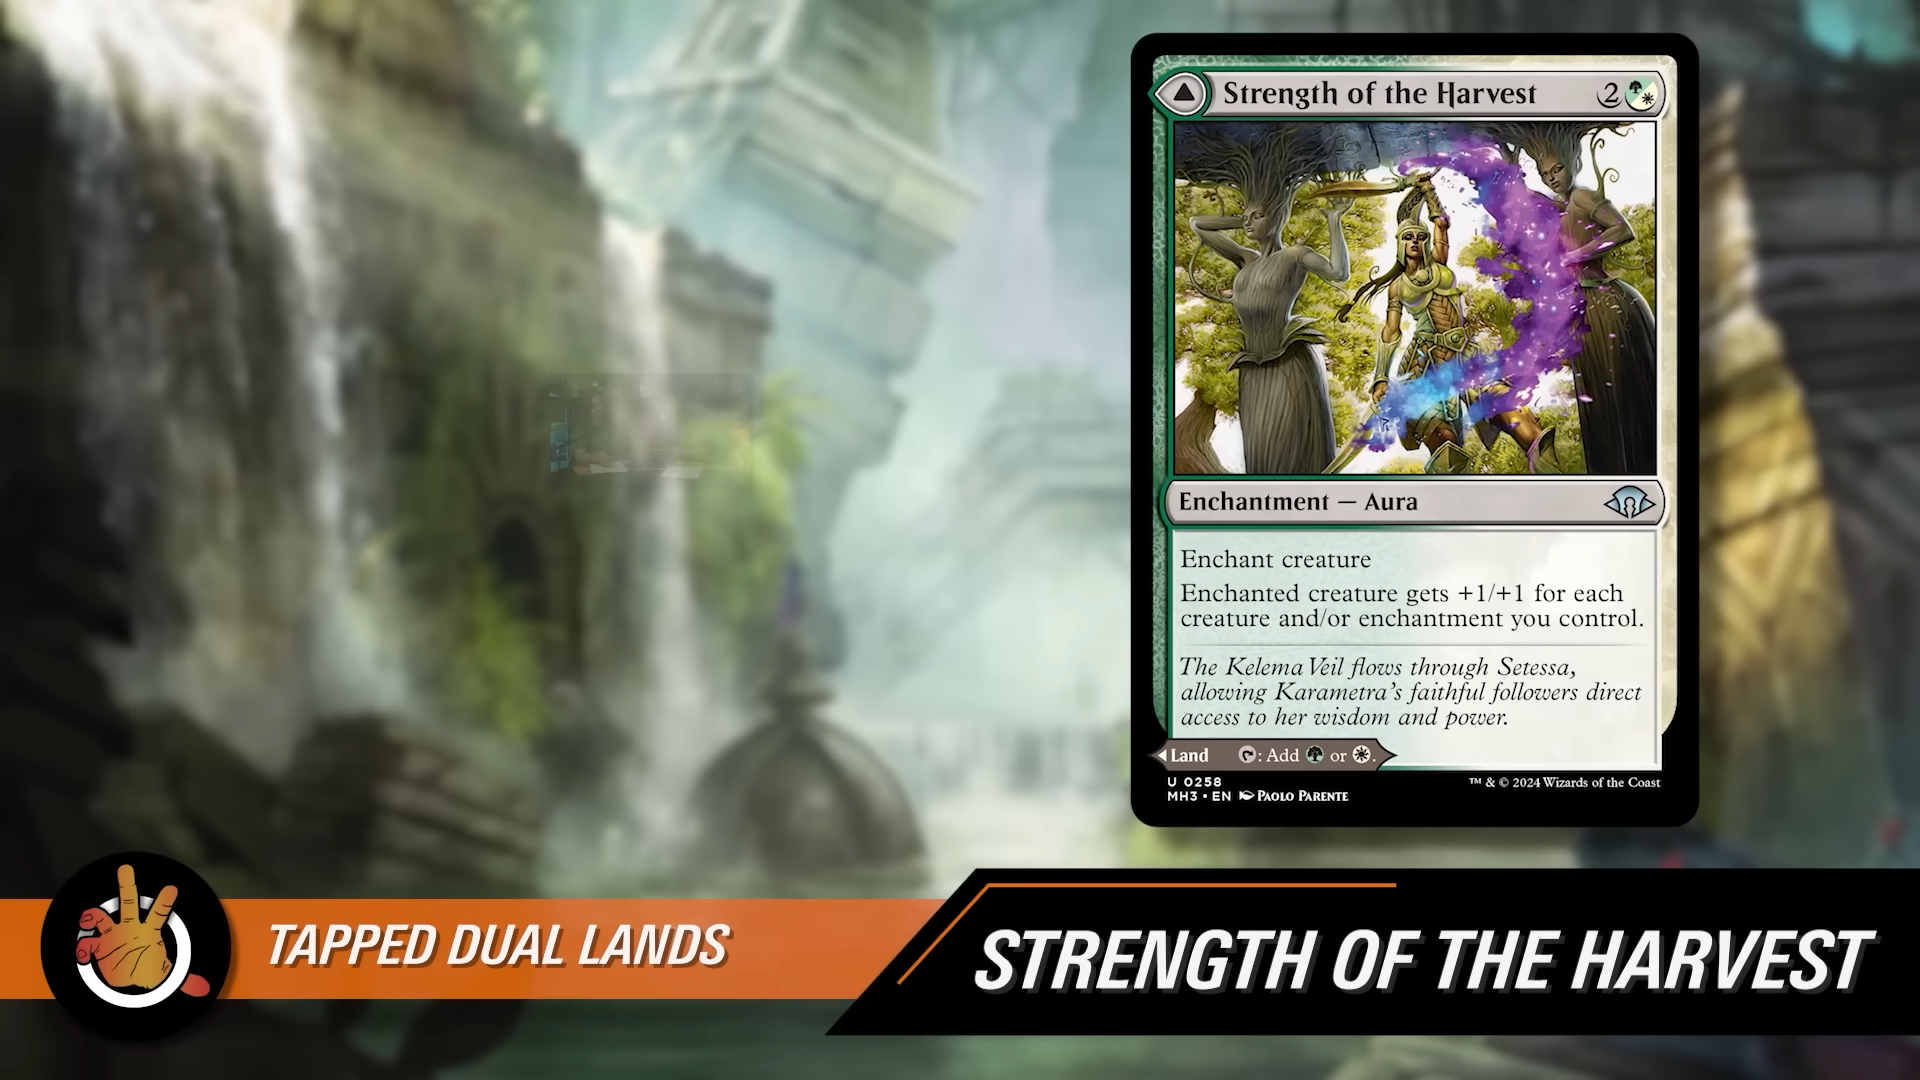 Strength of the Harvest 2
Enchantment — Aura
Enchant creature
Enchanted creature gets +1/+1 for each
creature and/or enchantment you control.
The Kelema Veil flows through Setessa,
allowing Karametra's faithful followers direct
access to her wisdom and power.
Land : Add or .
U 0258
MH3 • EN PAOLO PARENTE
™ & © 2024 Wizards of the Coast
TAPPED DUAL LANDS
STRENGTH OF THE HARVEST